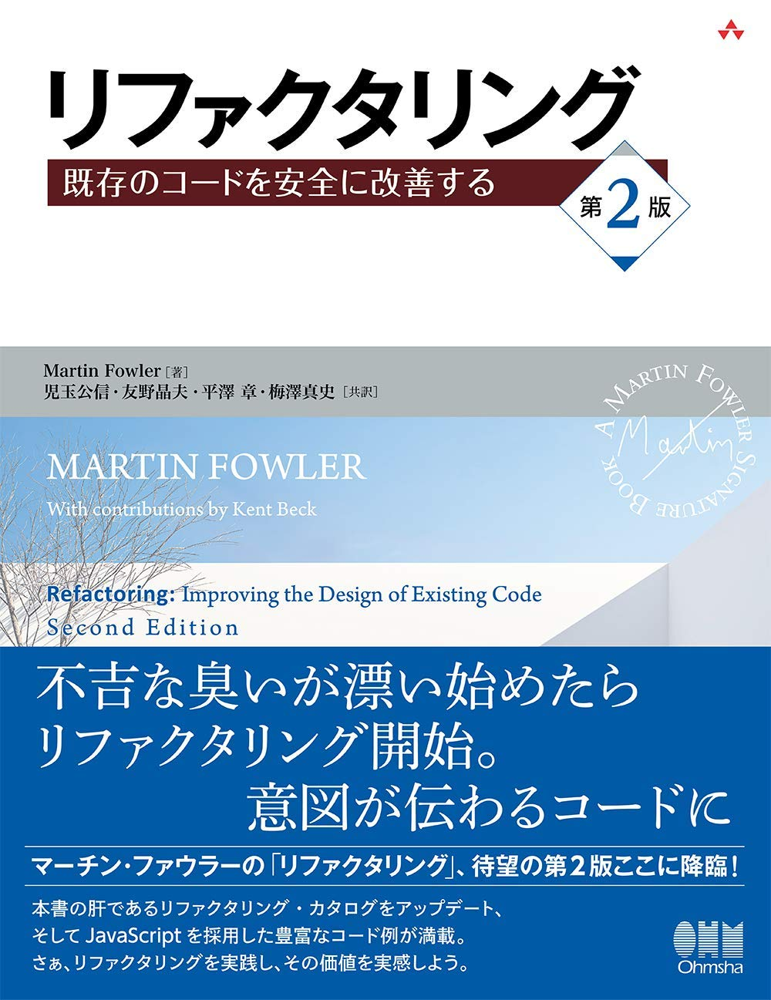 リファクタリング
既存のコードを安全に改善する
第2版
Martin Fowler[著]
児玉公信・友野晶夫・平澤 章・梅澤真史[共訳]
A MARTIN FOWLER SIGNATURE BOOK
Martin
MARTIN FOWLER
With contributions by Kent Beck
Refactoring: Improving the Design of Existing Code
Second Edition
不吉な臭いが漂い始めたら
リファクタリング開始。
意図が伝わるコードに
マーチン・ファウラーの「リファクタリング」、待望の第2版ここに降臨!
本書の肝であるリファクタリング・カタログをアップデート、
そしてJavaScriptを採用した豊富なコード例が満載。
さぁ、リファクタリングを実践し、その価値を実感しよう。
OHM
Ohmsha